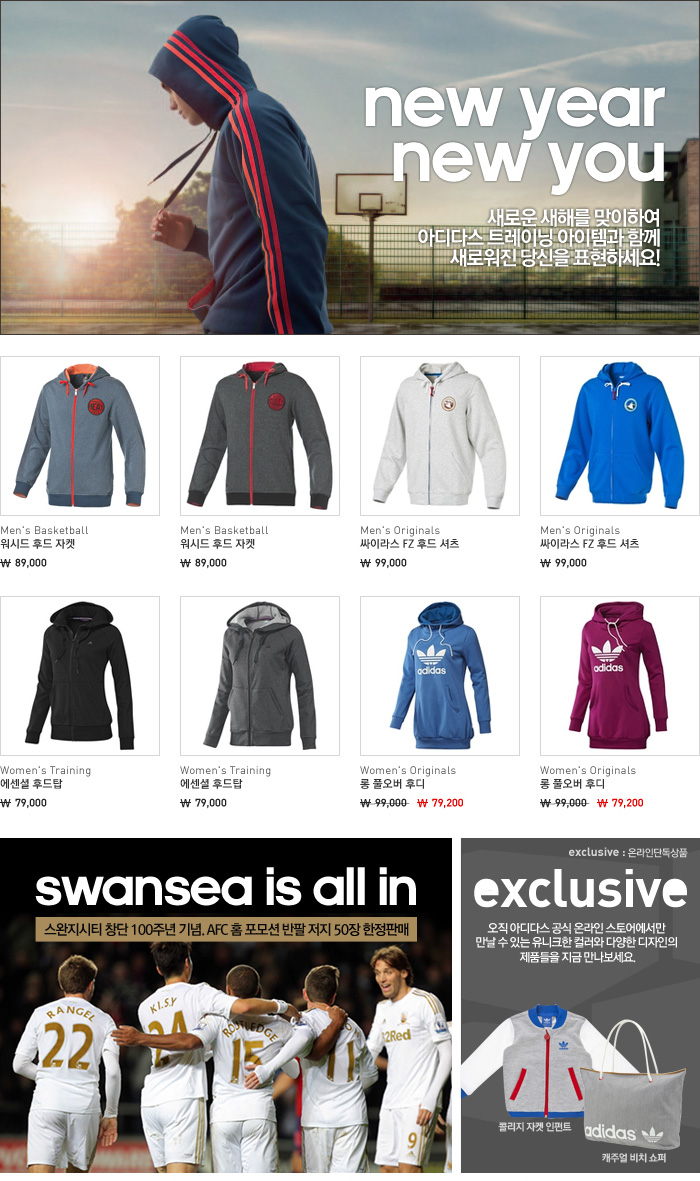 new year
new you
새로운 새해를 맞이하여
아디다스 트레이닝 아이템과 함께
새로워진 당신을 표현하세요!
Men's Basketball
워시드 후드 자켓
₩ 89,000
Men's Basketball
워시드 후드 자켓
₩ 89,000
Men's Originals
싸이라스 FZ 후드 셔츠
₩ 99,000
Men's Originals
싸이라스 FZ 후드 셔츠
₩ 99,000
adidas
adidas
Women's Training
에센셜 후드탑
₩ 79,000
Women's Training
에센셜 후드탑
₩ 79,000
Women's Originals
롱 풀오버 후디
₩ 99,000 ₩ 79,200
Women's Originals
롱 풀오버 후디
₩ 99,000 ₩ 79,200
swansea is all in
스완지시티 창단 100주년 기념. AFC 홈 포모션 반팔 저지 50장 한정판매
RANGEL
22
K.I.S.Y
24
ROUTLEDGE
15
11
32Red
9
exclusive : 온라인단독상품
exclusive
오직 아디다스 공식 온라인 스토어에서만
만날 수 있는 유니크한 컬러와 다양한 디자인의
제품들을 지금 만나보세요.
콜리지 자켓 인펀트
adidas
캐주얼 비치 쇼퍼